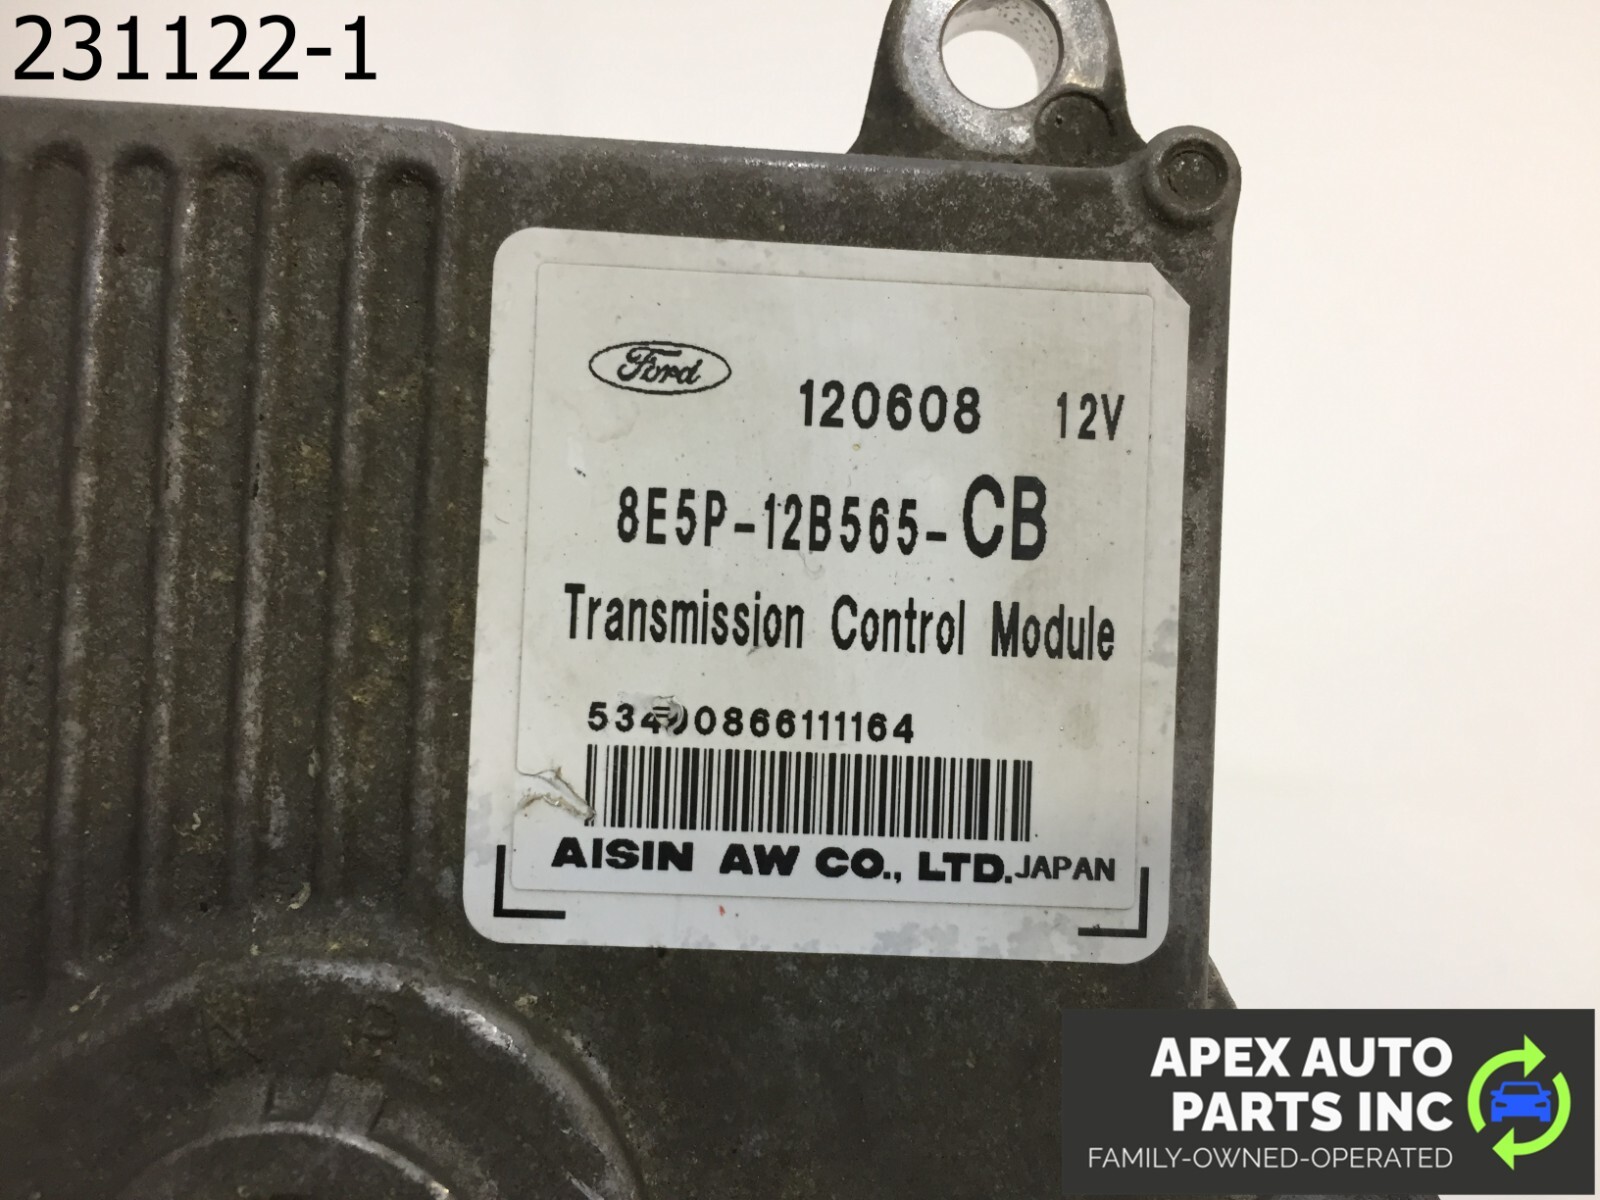 231122-1
Ford
120608 12V
8E5P-12B565-CB
Transmission Control Module
AISIN AW CO., LTD. JAPAN
N D
APEX AUTO
PARTS INC
FAMILY-OWNED-OPERATED